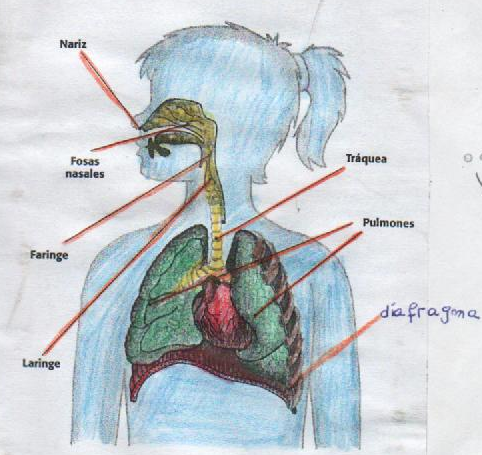 Nariz
Fosas
nasales
Tráquea
Pulmones
Faringe
diafragma
Laringe